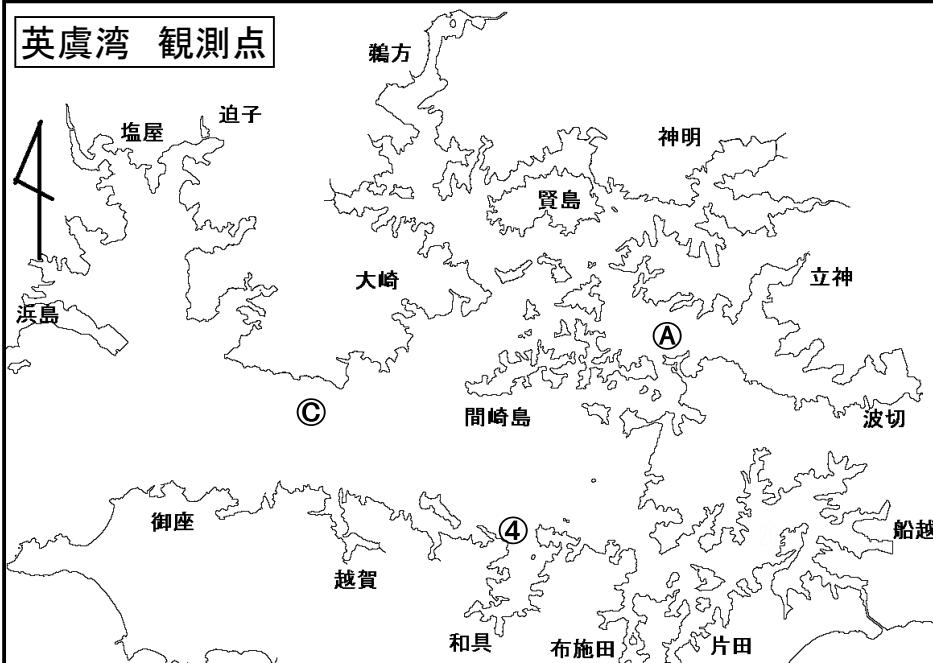 英虞湾　観測点
鵜方
迫子
塩屋
神明
賢島
大崎
立神
浜島
Ⓐ
Ⓒ
間崎島
波切
御座
④
船越
越賀
和具
布施田
片田